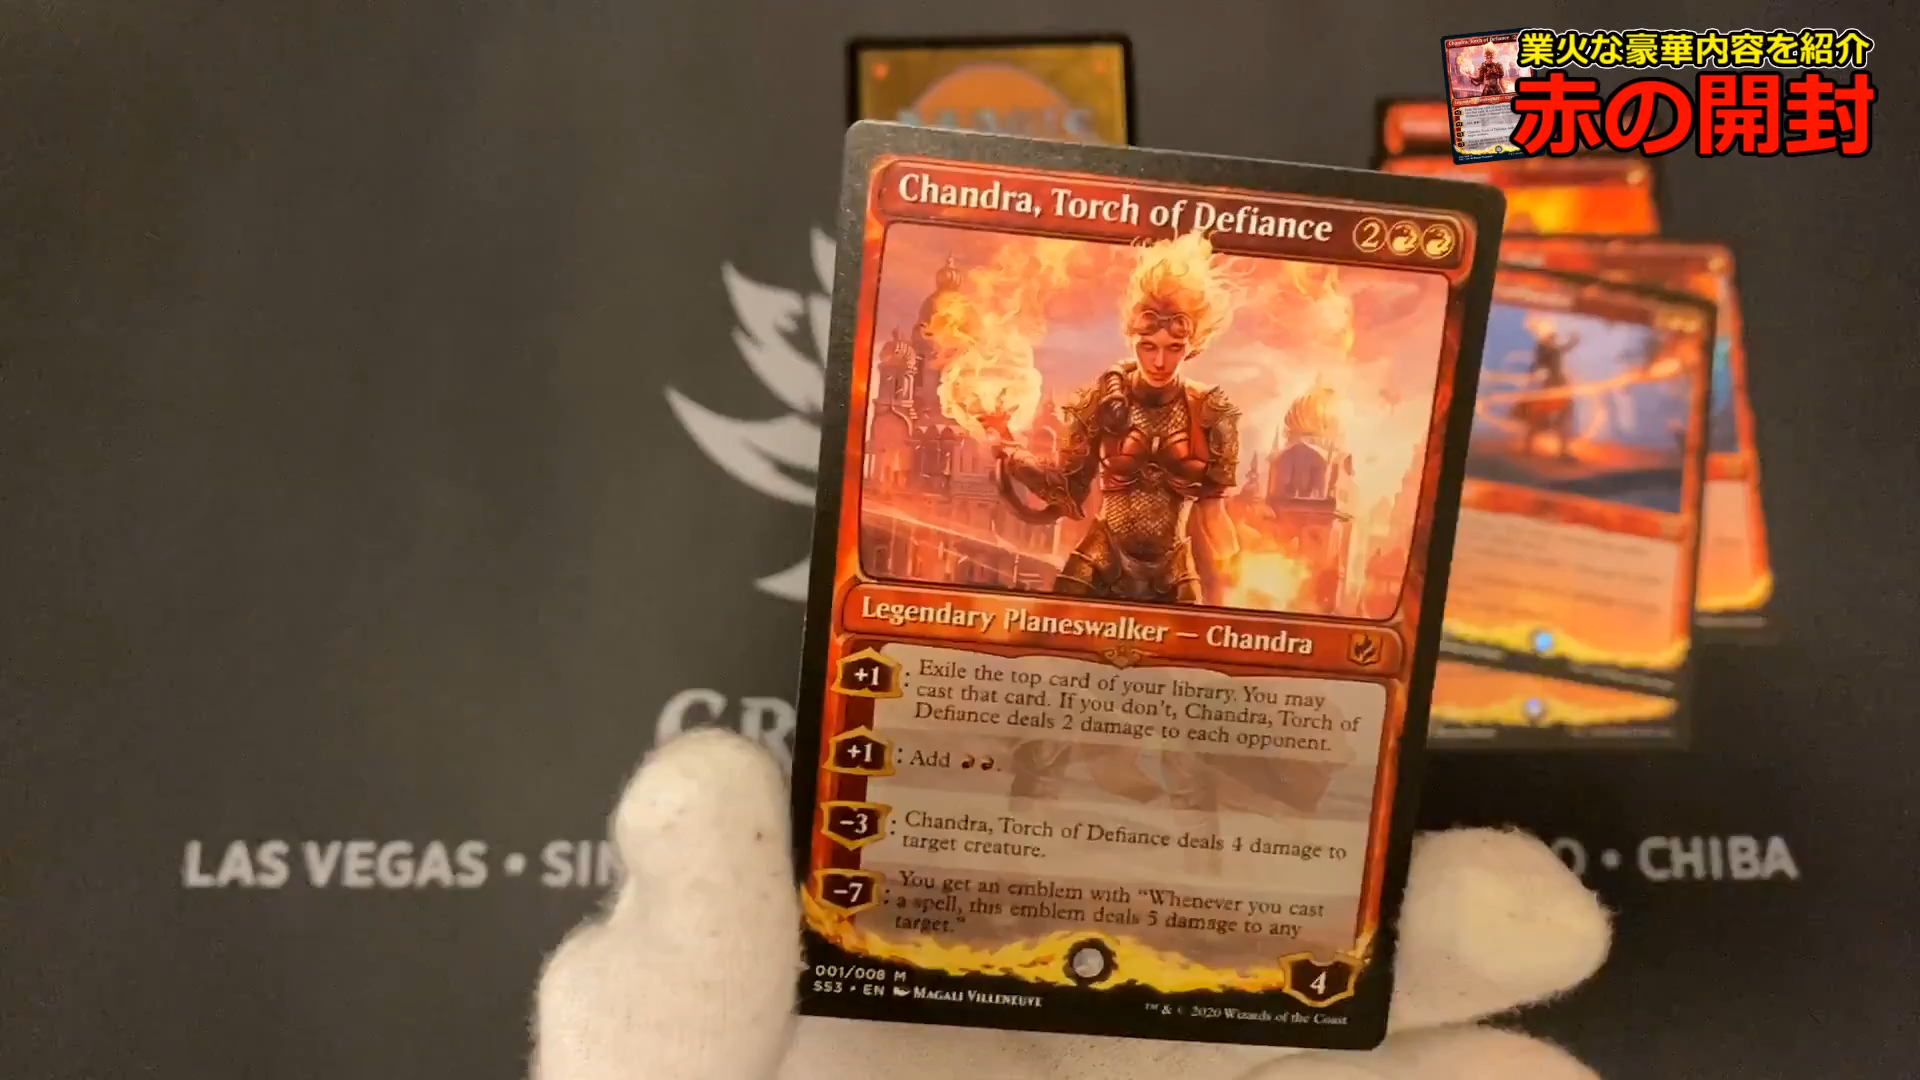 業火な豪華内容を紹介
赤の開封
Chandra, Torch of Defiance 2
Legendary Planeswalker — Chandra
+1 : Exile the top card of your library. You may
cast that card. If you don't, Chandra, Torch of
Defiance deals 2 damage to each opponent.
+1 : Add
−3 : Chandra, Torch of Defiance deals 4 damage to
target creature.
−7 : You get an emblem with “Whenever you cast
a spell, this emblem deals 5 damage to any
target.”
4
001/008 M
SS3 • EN MAGALI VILLENEUVE
™ & © 2020 Wizards of the Coast
LAS VEGAS •
• CHIBA